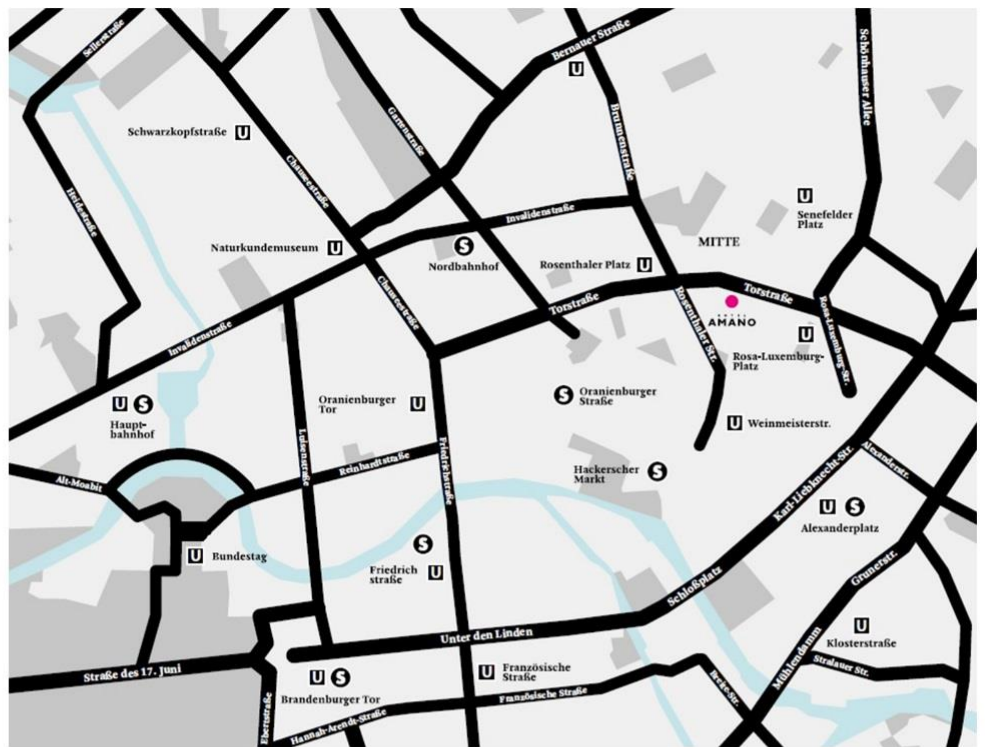 Sellerstraße
Bernauer Straße
U
Schönhauser Allee
Schwarzkopfstraße U
Gartenstraße
Brunnenstraße
Chausseestraße
Heidestraße
U
Senefelder
Platz
Invalidenstraße
Naturkundemuseum U
S
Nordbahnhof
MITTE
Rosenthaler Platz U
Chausseestraße
Torstraße
Torstraße
Rosenthaler Str.
AMANO
Rosa-Luxemburg-Str.
Invalidenstraße
U
Rosa-Luxemburg-
Platz
U S
Haupt-
bahnhof
Oranienburger
Tor
U
S Oranienburger
Straße
U Weinmeisterstr.
Luisenstraße
Friedrichstraße
Reinhardtstraße
Alt-Moabit
Hackerscher
Markt
S
Karl-Liebknecht-Str.
Alexanderstr.
U S
Alexanderplatz
U Bundestag
S
Friedrich
straße
U
Grunerstr.
Schloßplatz
Unter den Linden
U
Klosterstraße
Mühlendamm
Stralauer Str.
Straße des 17. Juni
U S
Brandenburger Tor
U Französische
Straße
Französische Straße
Breite-Str.
Ebertstraße
Hannah-Arendt-Straße